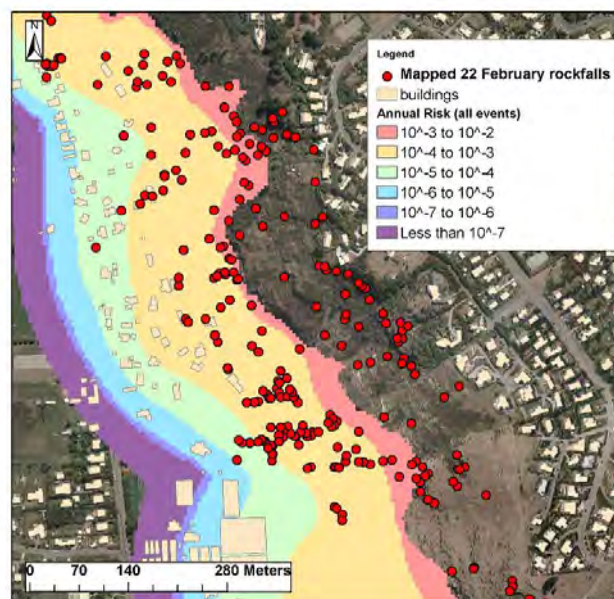 N
Legend
Mapped 22 February rockfalls
buildings
Annual Risk (all events)
10^-3 to 10^-2
10^-4 to 10^-3
10^-5 to 10^-4
10^-6 to 10^-5
10^-7 to 10^-6
Less than 10^-7
0 70 140 280 Meters